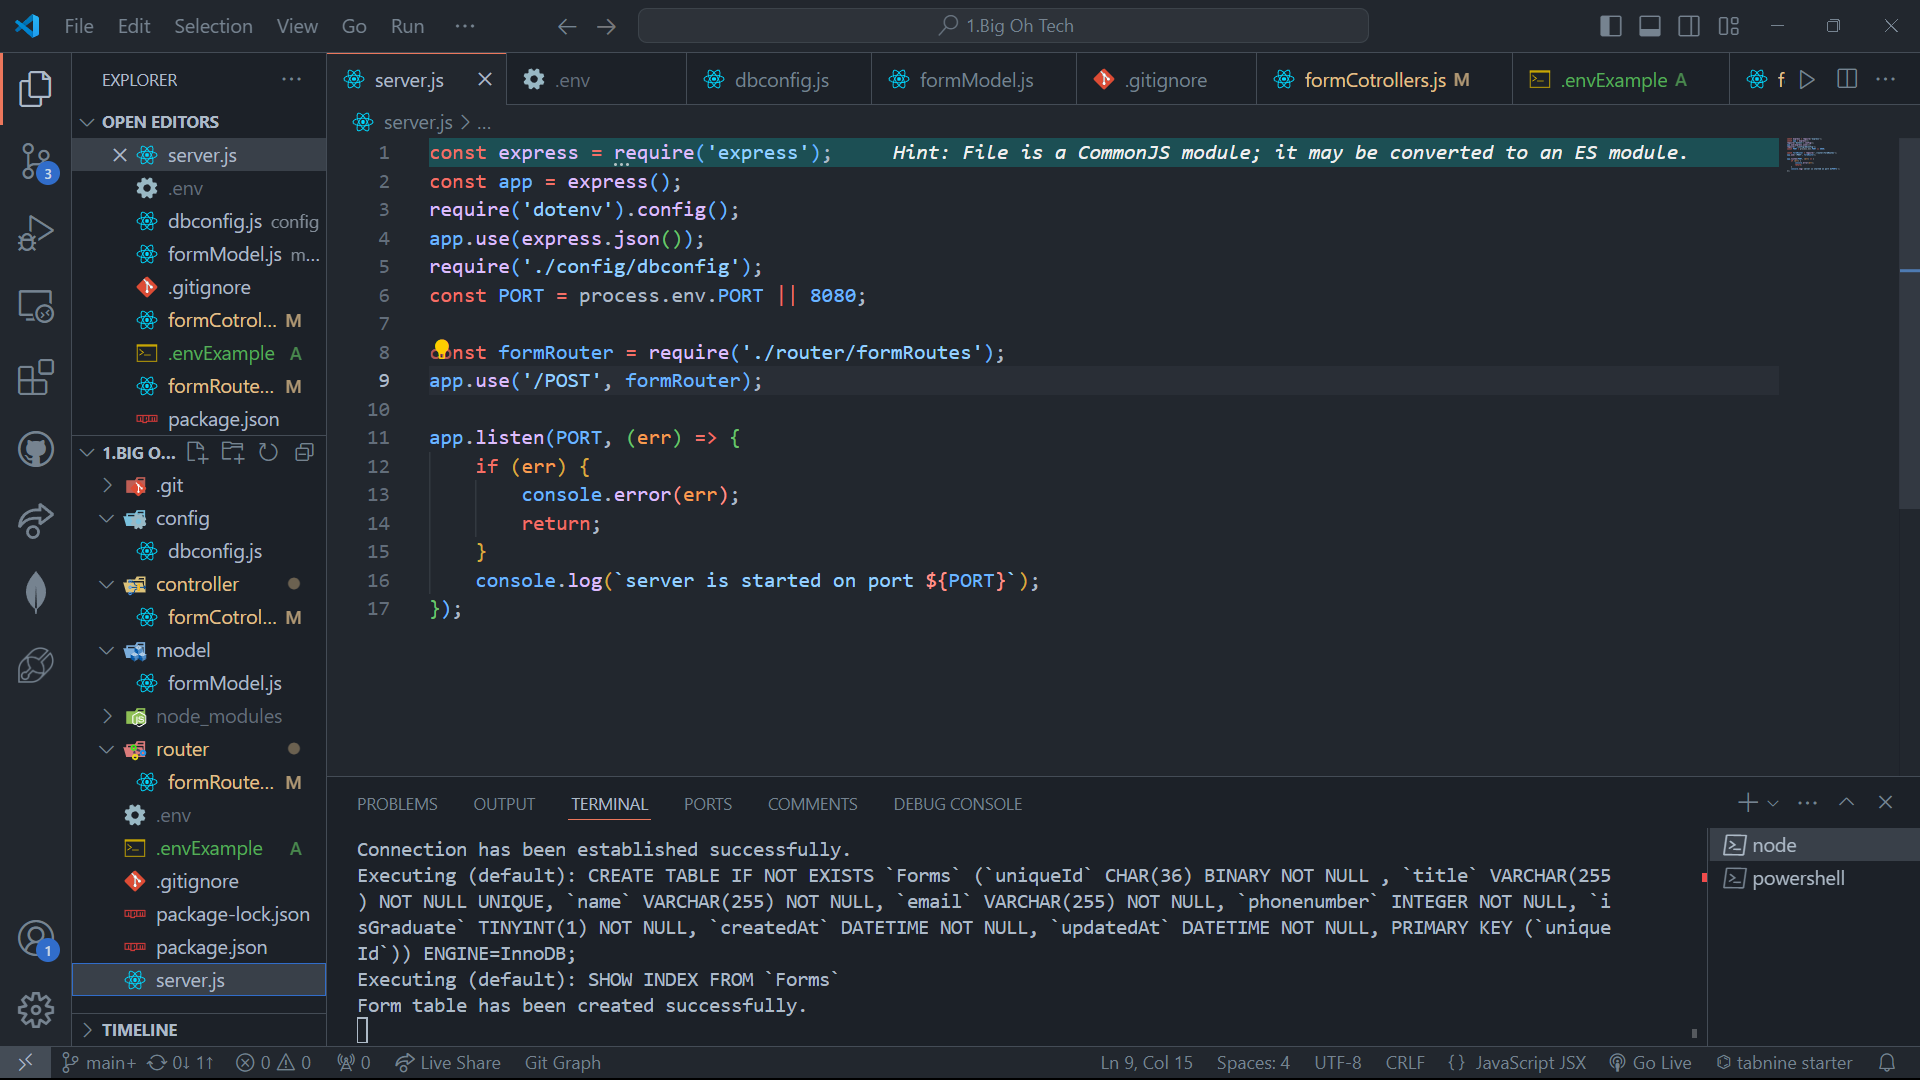 File Edit Selection View Go Run ··· 1.Big Oh Tech
EXPLORER
OPEN EDITORS
server.js
.env
dbconfig.js config
formModel.js m...
.gitignore
formCotrol... M
.envExample A
formRoute... M
package.json
1.BIG O...
.git
config
dbconfig.js
controller
formCotrol... M
model
formModel.js
node_modules
router
formRoute... M
.env
.envExample A
.gitignore
package-lock.json
package.json
server.js
TIMELINE
3
1
server.js .env dbconfig.js formModel.js .gitignore formCotrollers.js M .envExample A f
server.js > ...
1 const express = require('express'); Hint: File is a CommonJS module; it may be converted to an ES module.
2 const app = express();
3 require('dotenv').config();
4 app.use(express.json());
5 require('./config/dbconfig');
6 const PORT = process.env.PORT || 8080;
7
8 const formRouter = require('./router/formRoutes');
9 app.use('/POST', formRouter);
10
11 app.listen(PORT, (err) => {
12 if (err) {
13 console.error(err);
14 return;
15 }
16 console.log(`server is started on port ${PORT}`);
17 });
PROBLEMS OUTPUT TERMINAL PORTS COMMENTS DEBUG CONSOLE
Connection has been established successfully.
Executing (default): CREATE TABLE IF NOT EXISTS `Forms` (`uniqueId` CHAR(36) BINARY NOT NULL , `title` VARCHAR(255
) NOT NULL UNIQUE, `name` VARCHAR(255) NOT NULL, `email` VARCHAR(255) NOT NULL, `phonenumber` INTEGER NOT NULL, `i
sGraduate` TINYINT(1) NOT NULL, `createdAt` DATETIME NOT NULL, `updatedAt` DATETIME NOT NULL, PRIMARY KEY (`unique
Id`)) ENGINE=InnoDB;
Executing (default): SHOW INDEX FROM `Forms`
Form table has been created successfully.
node
powershell
main+ 0↓ 1↑ 0 0 0 Live Share Git Graph Ln 9, Col 15 Spaces: 4 UTF-8 CRLF {} JavaScript JSX Go Live tabnine starter